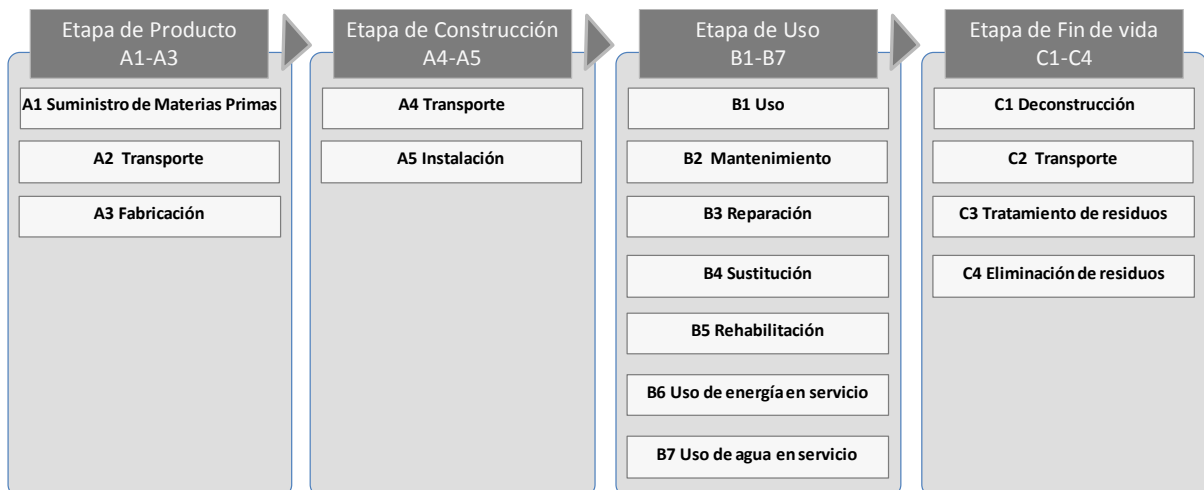 Etapa de Producto
A1-A3
A1 Suministro de Materias Primas
A2 Transporte
A3 Fabricación
Etapa de Construcción
A4-A5
A4 Transporte
A5 Instalación
Etapa de Uso
B1-B7
B1 Uso
B2 Mantenimiento
B3 Reparación
B4 Sustitución
B5 Rehabilitación
B6 Uso de energía en servicio
B7 Uso de agua en servicio
Etapa de Fin de vida
C1-C4
C1 Deconstrucción
C2 Transporte
C3 Tratamiento de residuos
C4 Eliminación de residuos